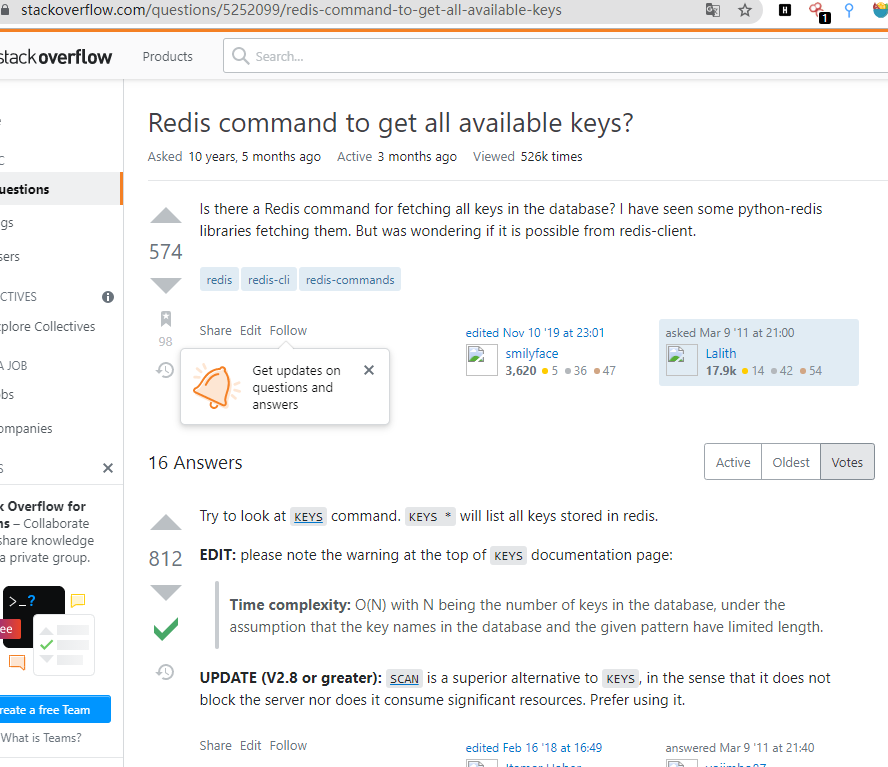 stackoverflow.com/questions/5252099/redis-command-to-get-all-available-keys
H
1
stackoverflow
Products
Search...
Redis command to get all available keys?
Asked 10 years, 5 months ago Active 3 months ago Viewed 526k times
uestions
gs
sers
CTIVES
xplore Collectives
A JOB
obs
ompanies
S
k Overflow for
ns – Collaborate
share knowledge
a private group.
>_?
ee
reate a free Team
What is Teams?
574
Is there a Redis command for fetching all keys in the database? I have seen some python-redis
libraries fetching them. But was wondering if it is possible from redis-client.
redis redis-cli redis-commands
98
Share Edit Follow
Get updates on
questions and
answers
edited Nov 10 '19 at 23:01
smilyface
3,620 5 36 47
asked Mar 9 '11 at 21:00
Lalith
17.9k 14 42 54
16 Answers
Active Oldest Votes
812
Try to look at KEYS command. KEYS * will list all keys stored in redis.
EDIT: please note the warning at the top of KEYS documentation page:
Time complexity: O(N) with N being the number of keys in the database, under the
assumption that the key names in the database and the given pattern have limited length.
UPDATE (V2.8 or greater): SCAN is a superior alternative to KEYS, in the sense that it does not
block the server nor does it consume significant resources. Prefer using it.
Share Edit Follow
edited Feb 16 '18 at 16:49
answered Mar 9 '11 at 21:40